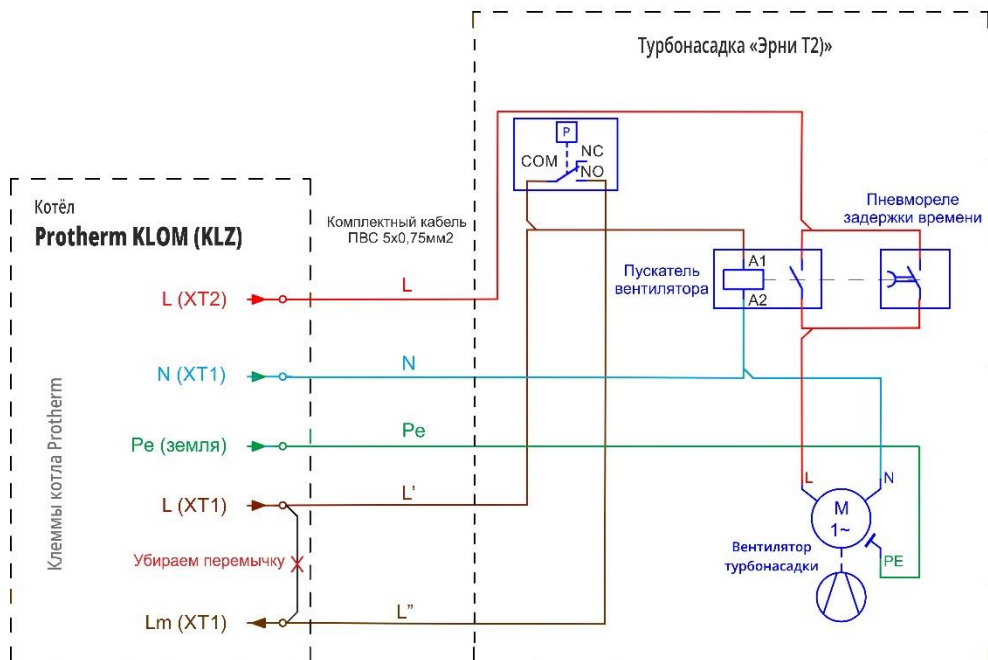 Турбонасадка «Эрни Т2)»
P
COM
NC
NO
Котёл
Protherm KLOM (KLZ)
Комплектный кабель
ПВС 5х0,75мм2
Пневмореле
задержки времени
Пускатель
вентилятора
A1
A2
L (XT2)
L
N (XT1)
N
Pe (земля)
Pe
L (XT1)
L'
Убираем перемычку
Lm (XT1)
L"
Клеммы котла Protherm
L
N
M
1~
PE
Вентилятор
турбонасадки